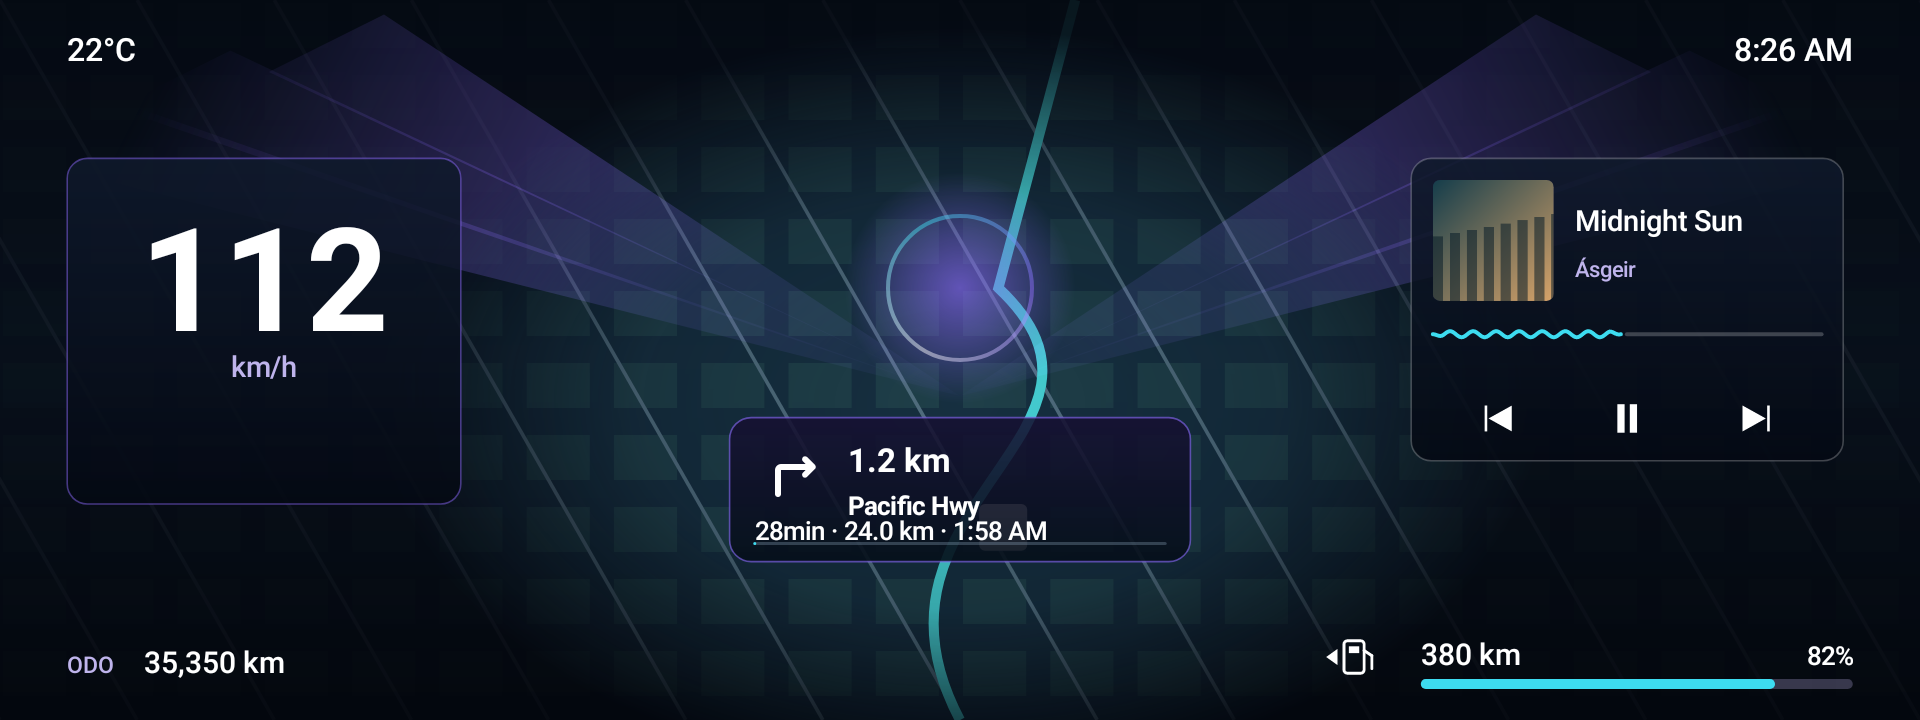 22°C
8:26 AM
112
km/h
Midnight Sun
Ásgeir
1.2 km
Pacific Hwy
28min · 24.0 km · 1:58 AM
ODO 35,350 km
380 km 82%